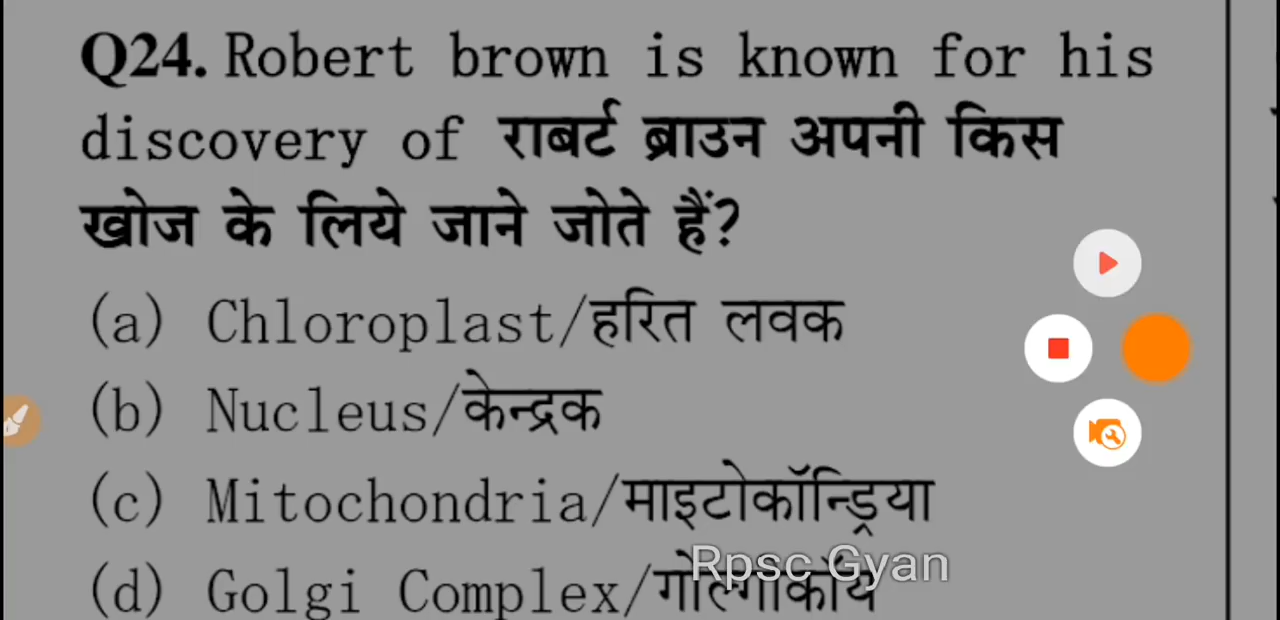 Q24. Robert brown is known for his
discovery of राबर्ट ब्राउन अपनी किस
खोज के लिये जाने जोते हैं?
(a) Chloroplast/हरित लवक
(b) Nucleus/केन्द्रक
(c) Mitochondria/माइटोकॉन्ड्रिया
(d) Golgi Complex/गोल्गीकॉय
Rpsc Gyan